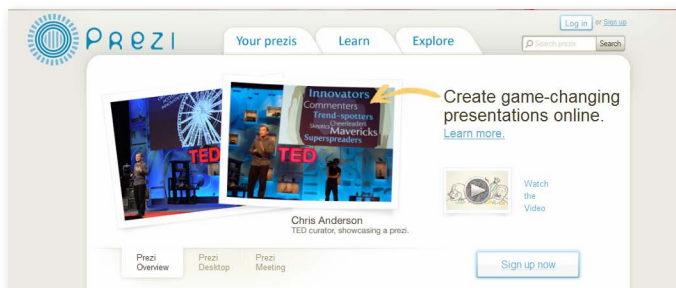 PREZI
Your prezis
Learn
Explore
Log in or Sign up
Search prezis
Search
Innovators
Commenters
Trend-spotters
Cheerleaders
Skeptics
Mavericks
Superspreaders
TED
TED
Create game-changing
presentations online.
Learn more.
Watch
the
Video
Chris Anderson
TED curator, showcasing a prezi.
Prezi
Overview
Prezi
Desktop
Prezi
Meeting
Sign up now